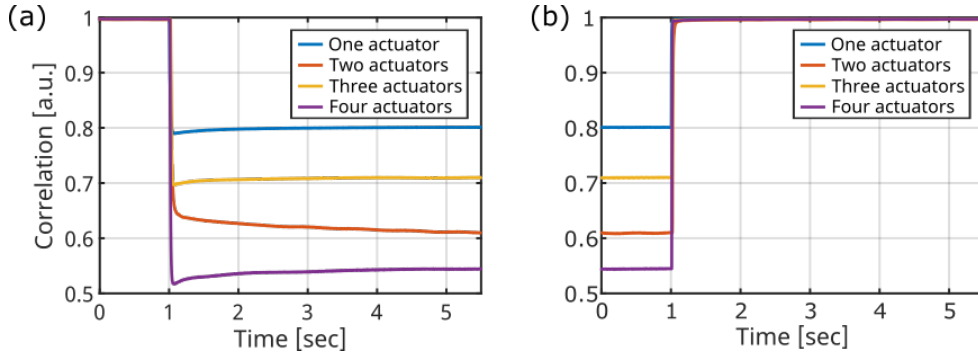 (a)
Correlation [a.u.]
1
0.9
0.8
0.7
0.6
0.5
One actuator
Two actuators
Three actuators
Four actuators
0 1 2 3 4 5
Time [sec]
(b)
1
0.9
0.8
0.7
0.6
0.5
One actuator
Two actuators
Three actuators
Four actuators
0 1 2 3 4 5
Time [sec]